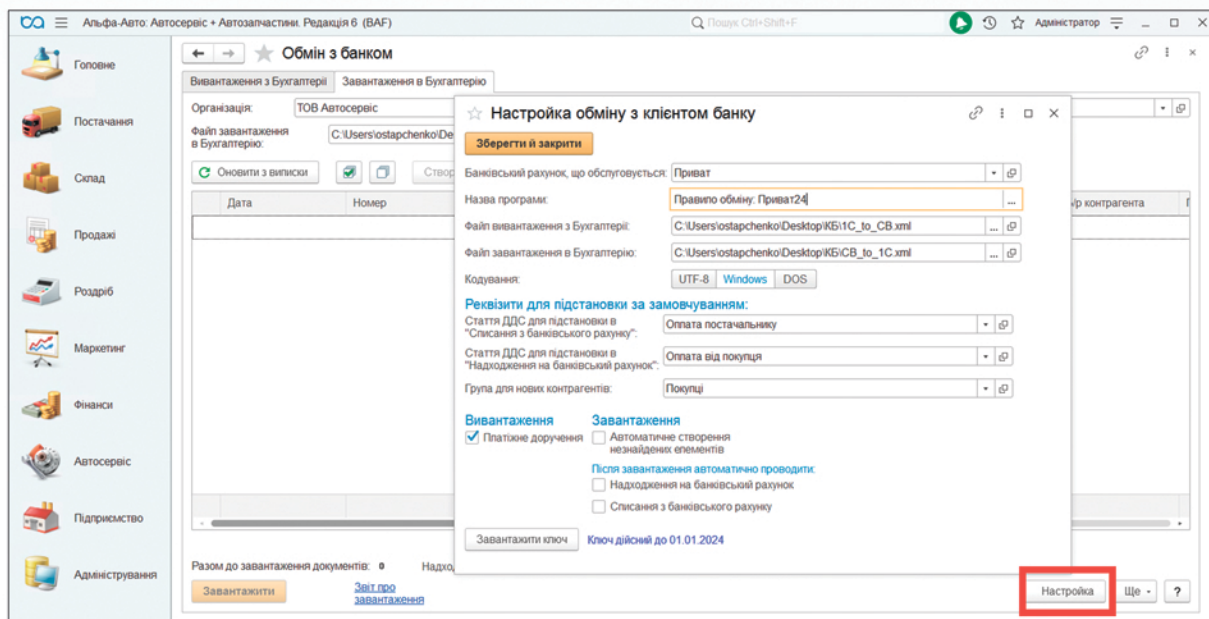 Альфа-Авто: Автосервіс + Автозапчастини. Редакція 6 (BAF)
Пошук Ctrl+Shift+F
Адміністратор
Головне
Постачання
Склад
Продажі
Роздріб
Маркетинг
Фінанси
Автосервіс
Підприємство
Адміністрування
Обмін з банком
Вивантаження з Бухгалтерії
Завантаження в Бухгалтерію
Організація:
ТОВ Автосервіс
Файл завантаження
в Бухгалтерію:
C:\Users\ostapchenko\De
Оновити з виписки
Створ
Дата
Номер
/р контрагента
Настройка обміну з клієнтом банку
Зберегти й закрити
Банківський рахунок, що обслуговується:
Приват
Назва програми:
Правило обміну: Приват24
...
Файл вивантаження з Бухгалтерії:
C:\Users\ostapchenko\Desktop\КБ\1C_to_CB.xml
...
Файл завантаження в Бухгалтерію:
C:\Users\ostapchenko\Desktop\КБ\CB_to_1C.xml
...
Кодування:
UTF-8
Windows
DOS
Реквізити для підстановки за замовчуванням:
Стаття ДДС для підстановки в
"Списання з банківського рахунку":
Оплата постачальнику
Стаття ДДС для підстановки в
"Надходження на банківський рахунок":
Оплата від покупця
Група для нових контрагентів:
Покупці
Вивантаження
Завантаження
Платіжне доручення
Автоматичне створення
незнайдених елементів
Після завантаження автоматично проводити:
Надходження на банківський рахунок
Списання з банківського рахунку
Завантажити ключ
Ключ дійсний до 01.01.2024
Разом до завантаження документів: 0
Надхо
Завантажити
Звіт про
завантаження
Настройка
Ще
?